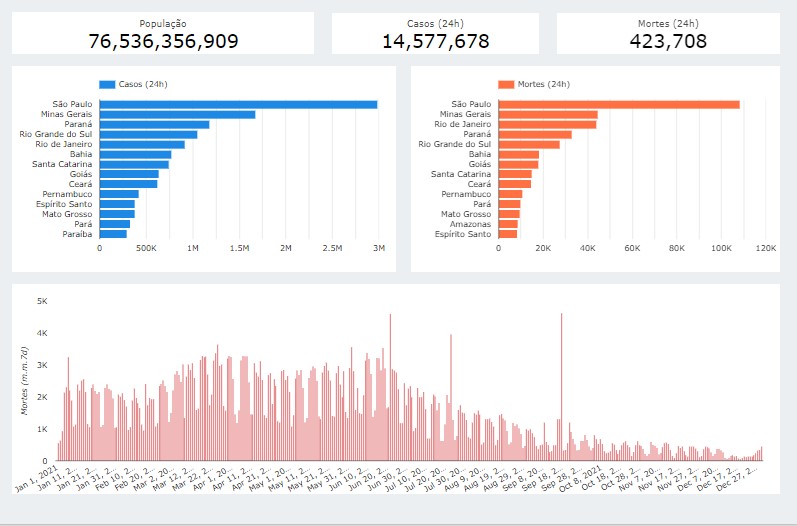 População
76,536,356,909
Casos (24h)
14,577,678
Mortes (24h)
423,708
Casos (24h)
São Paulo
Minas Gerais
Paraná
Rio Grande do Sul
Rio de Janeiro
Bahia
Santa Catarina
Goiás
Ceará
Pernambuco
Espírito Santo
Mato Grosso
Pará
Paraíba
0 500K 1M 1.5M 2M 2.5M 3M
Mortes (24h)
São Paulo
Minas Gerais
Rio de Janeiro
Paraná
Rio Grande do Sul
Bahia
Goiás
Santa Catarina
Ceará
Pernambuco
Pará
Mato Grosso
Amazonas
Espírito Santo
0 20K 40K 60K 80K 100K 120K
Mortes (m.m.7d)
5K
4K
3K
2K
1K
0
Jan 1, 2021 Jan 11, 2... Jan 21, 2... Jan 31, 2... Feb 10, 2... Feb 20, 2... Mar 2, 20... Mar 12, 2... Mar 22, 2... Apr 1, 20... Apr 11, 2... Apr 21, 2... May 1, 20... May 11, 2... May 21, 2... May 31, 2... Jun 10, 2... Jun 20, 2... Jun 30, 2... Jul 10, 20... Jul 20, 20... Jul 30, 20... Aug 9, 20... Aug 19, 2... Aug 29, 2... Sep 8, 20... Sep 18, 2... Sep 28, 2... Oct 8, 2021 Oct 18, 2... Oct 28, 2... Nov 7, 20... Nov 17, 2... Nov 27, 2... Dec 7, 20... Dec 17, 2... Dec 27, 2...